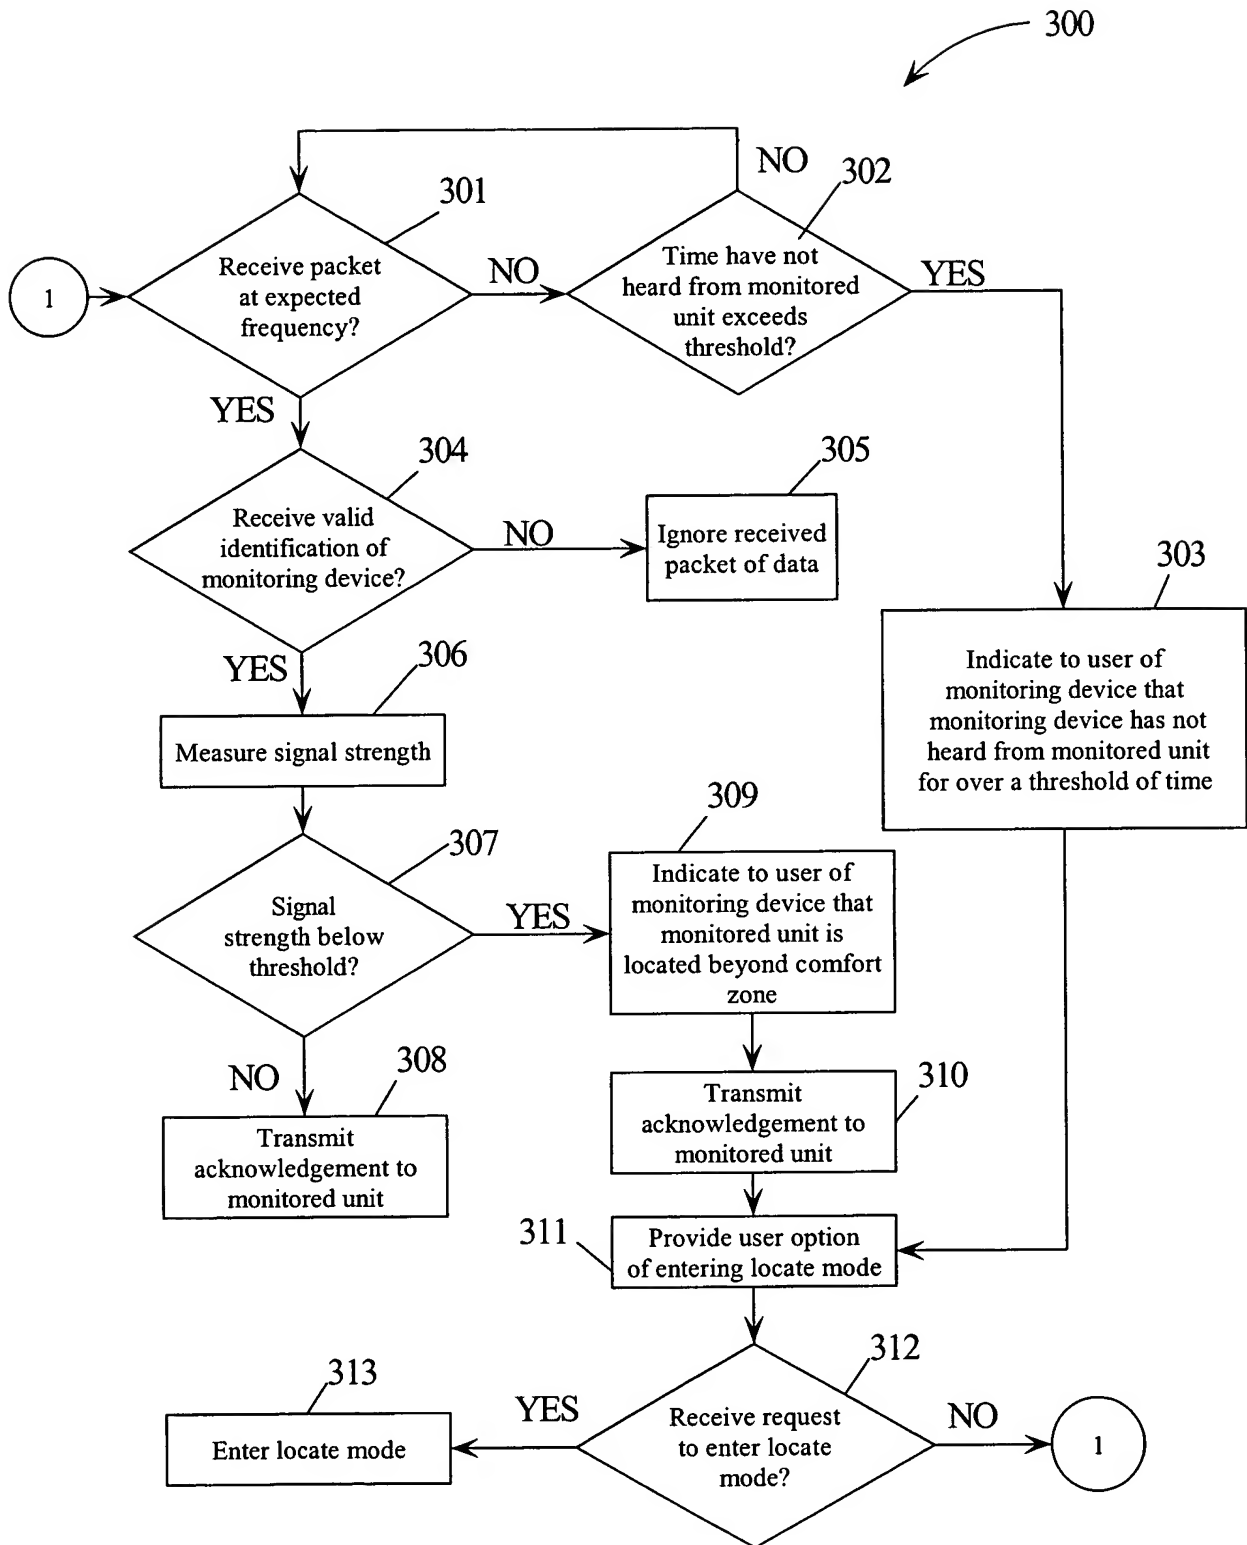 300
NO
302
301
Receive packet
at expected
frequency?
1
NO
Time have not
heard from monitored
unit exceeds
threshold?
YES
YES
304
305
Receive valid
identification of
monitoring device?
NO
Ignore received
packet of data
303
Indicate to user of
monitoring device that
monitoring device has not
heard from monitored unit
for over a threshold of time
YES
306
Measure signal strength
309
307
Signal
strength below
threshold?
YES
Indicate to user of
monitoring device that
monitored unit is
located beyond comfort
zone
NO
308
Transmit
acknowledgement to
monitored unit
310
Transmit
acknowledgement to
monitored unit
311
Provide user option
of entering locate mode
312
313
YES
Receive request
to enter locate
mode?
NO
Enter locate mode
1